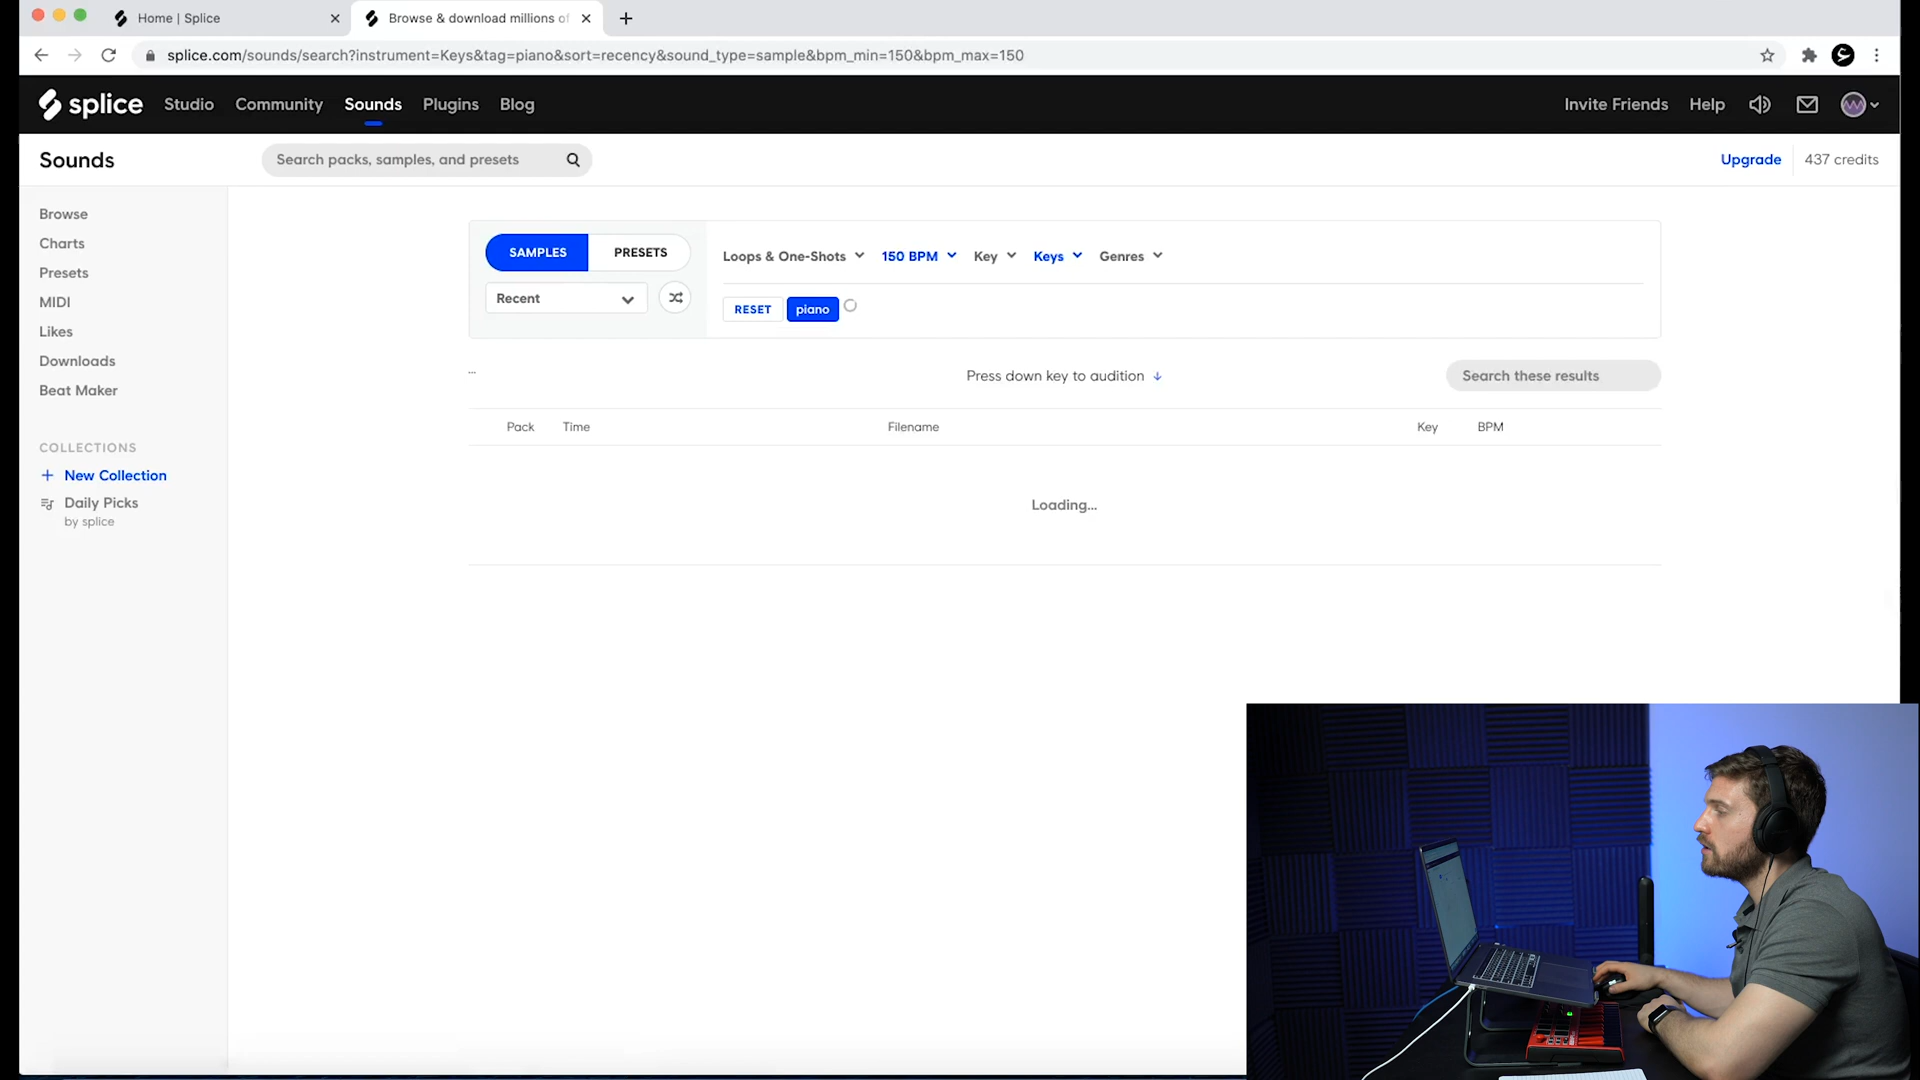 Home | Splice
Browse & download millions of
splice.com/sounds/search?instrument=Keys&tag=piano&sort=recency&sound_type=sample&bpm_min=150&bpm_max=150
splice Studio Community Sounds Plugins Blog Invite Friends Help
Sounds Search packs, samples, and presets Upgrade 437 credits
Browse
Charts
Presets
MIDI
Likes
Downloads
Beat Maker
COLLECTIONS
+ New Collection
Daily Picks
by splice
SAMPLES PRESETS Loops & One-Shots 150 BPM Key Keys Genres
Recent RESET piano
... Press down key to audition ↓ Search these results
Pack Time Filename Key BPM
Loading...